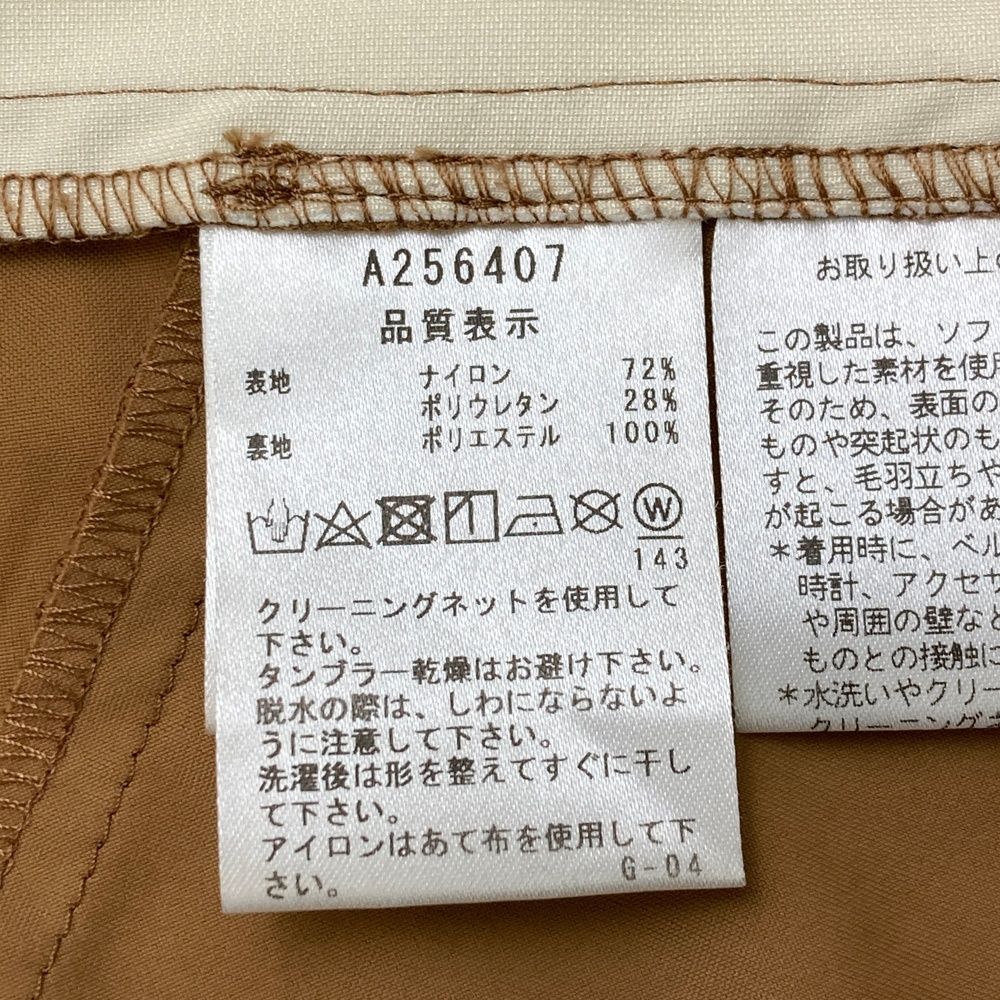 A256407
品質表示
表地 ナイロン 72%
ポリウレタン 28%
裏地 ポリエステル 100%
W
143
クリーニングネットを使用して
下さい。
タンブラー乾燥はお避け下さい。
脱水の際は、しわにならないよ
うに注意して下さい。
洗濯後は形を整えてすぐに干し
て下さい。
アイロンはあて布を使用して下
さい。
G-04
お取り扱い上の
この製品は、ソフ
重視した素材を使用
そのため、表面の
ものや突起状のも
すと、毛羽立ちや
が起こる場合があ
*着用時に、ベル
時計、アクセサ
や周囲の壁など
ものとの接触に
*水洗いやクリー
クリーニングネ